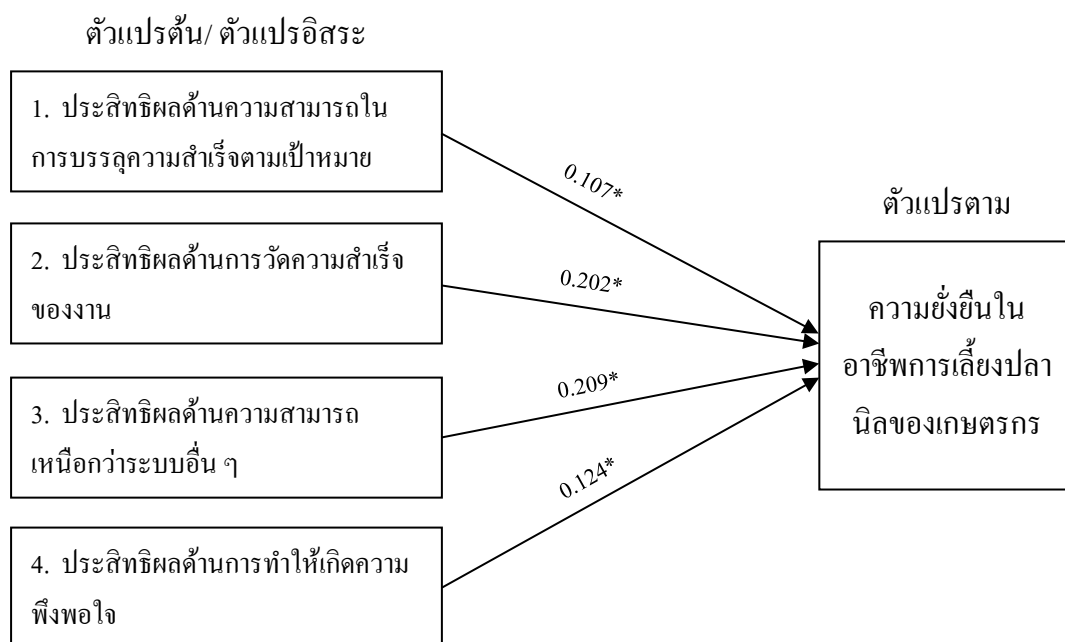 ตัวแปรต้น/ ตัวแปรอิสระ
1. ประสิทธิผลด้านความสามารถใน
การบรรลุความสำเร็จตามเป้าหมาย
0.107*
ตัวแปรตาม
2. ประสิทธิผลด้านการวัดความสำเร็จ
ของงาน
0.202*
ความยั่งยืนใน
อาชีพการเลี้ยงปลา
นิลของเกษตรกร
3. ประสิทธิผลด้านความสามารถ
เหนือกว่าระบบอื่น ๆ
0.209*
4. ประสิทธิผลด้านการทำให้เกิดความ
พึงพอใจ
0.124*